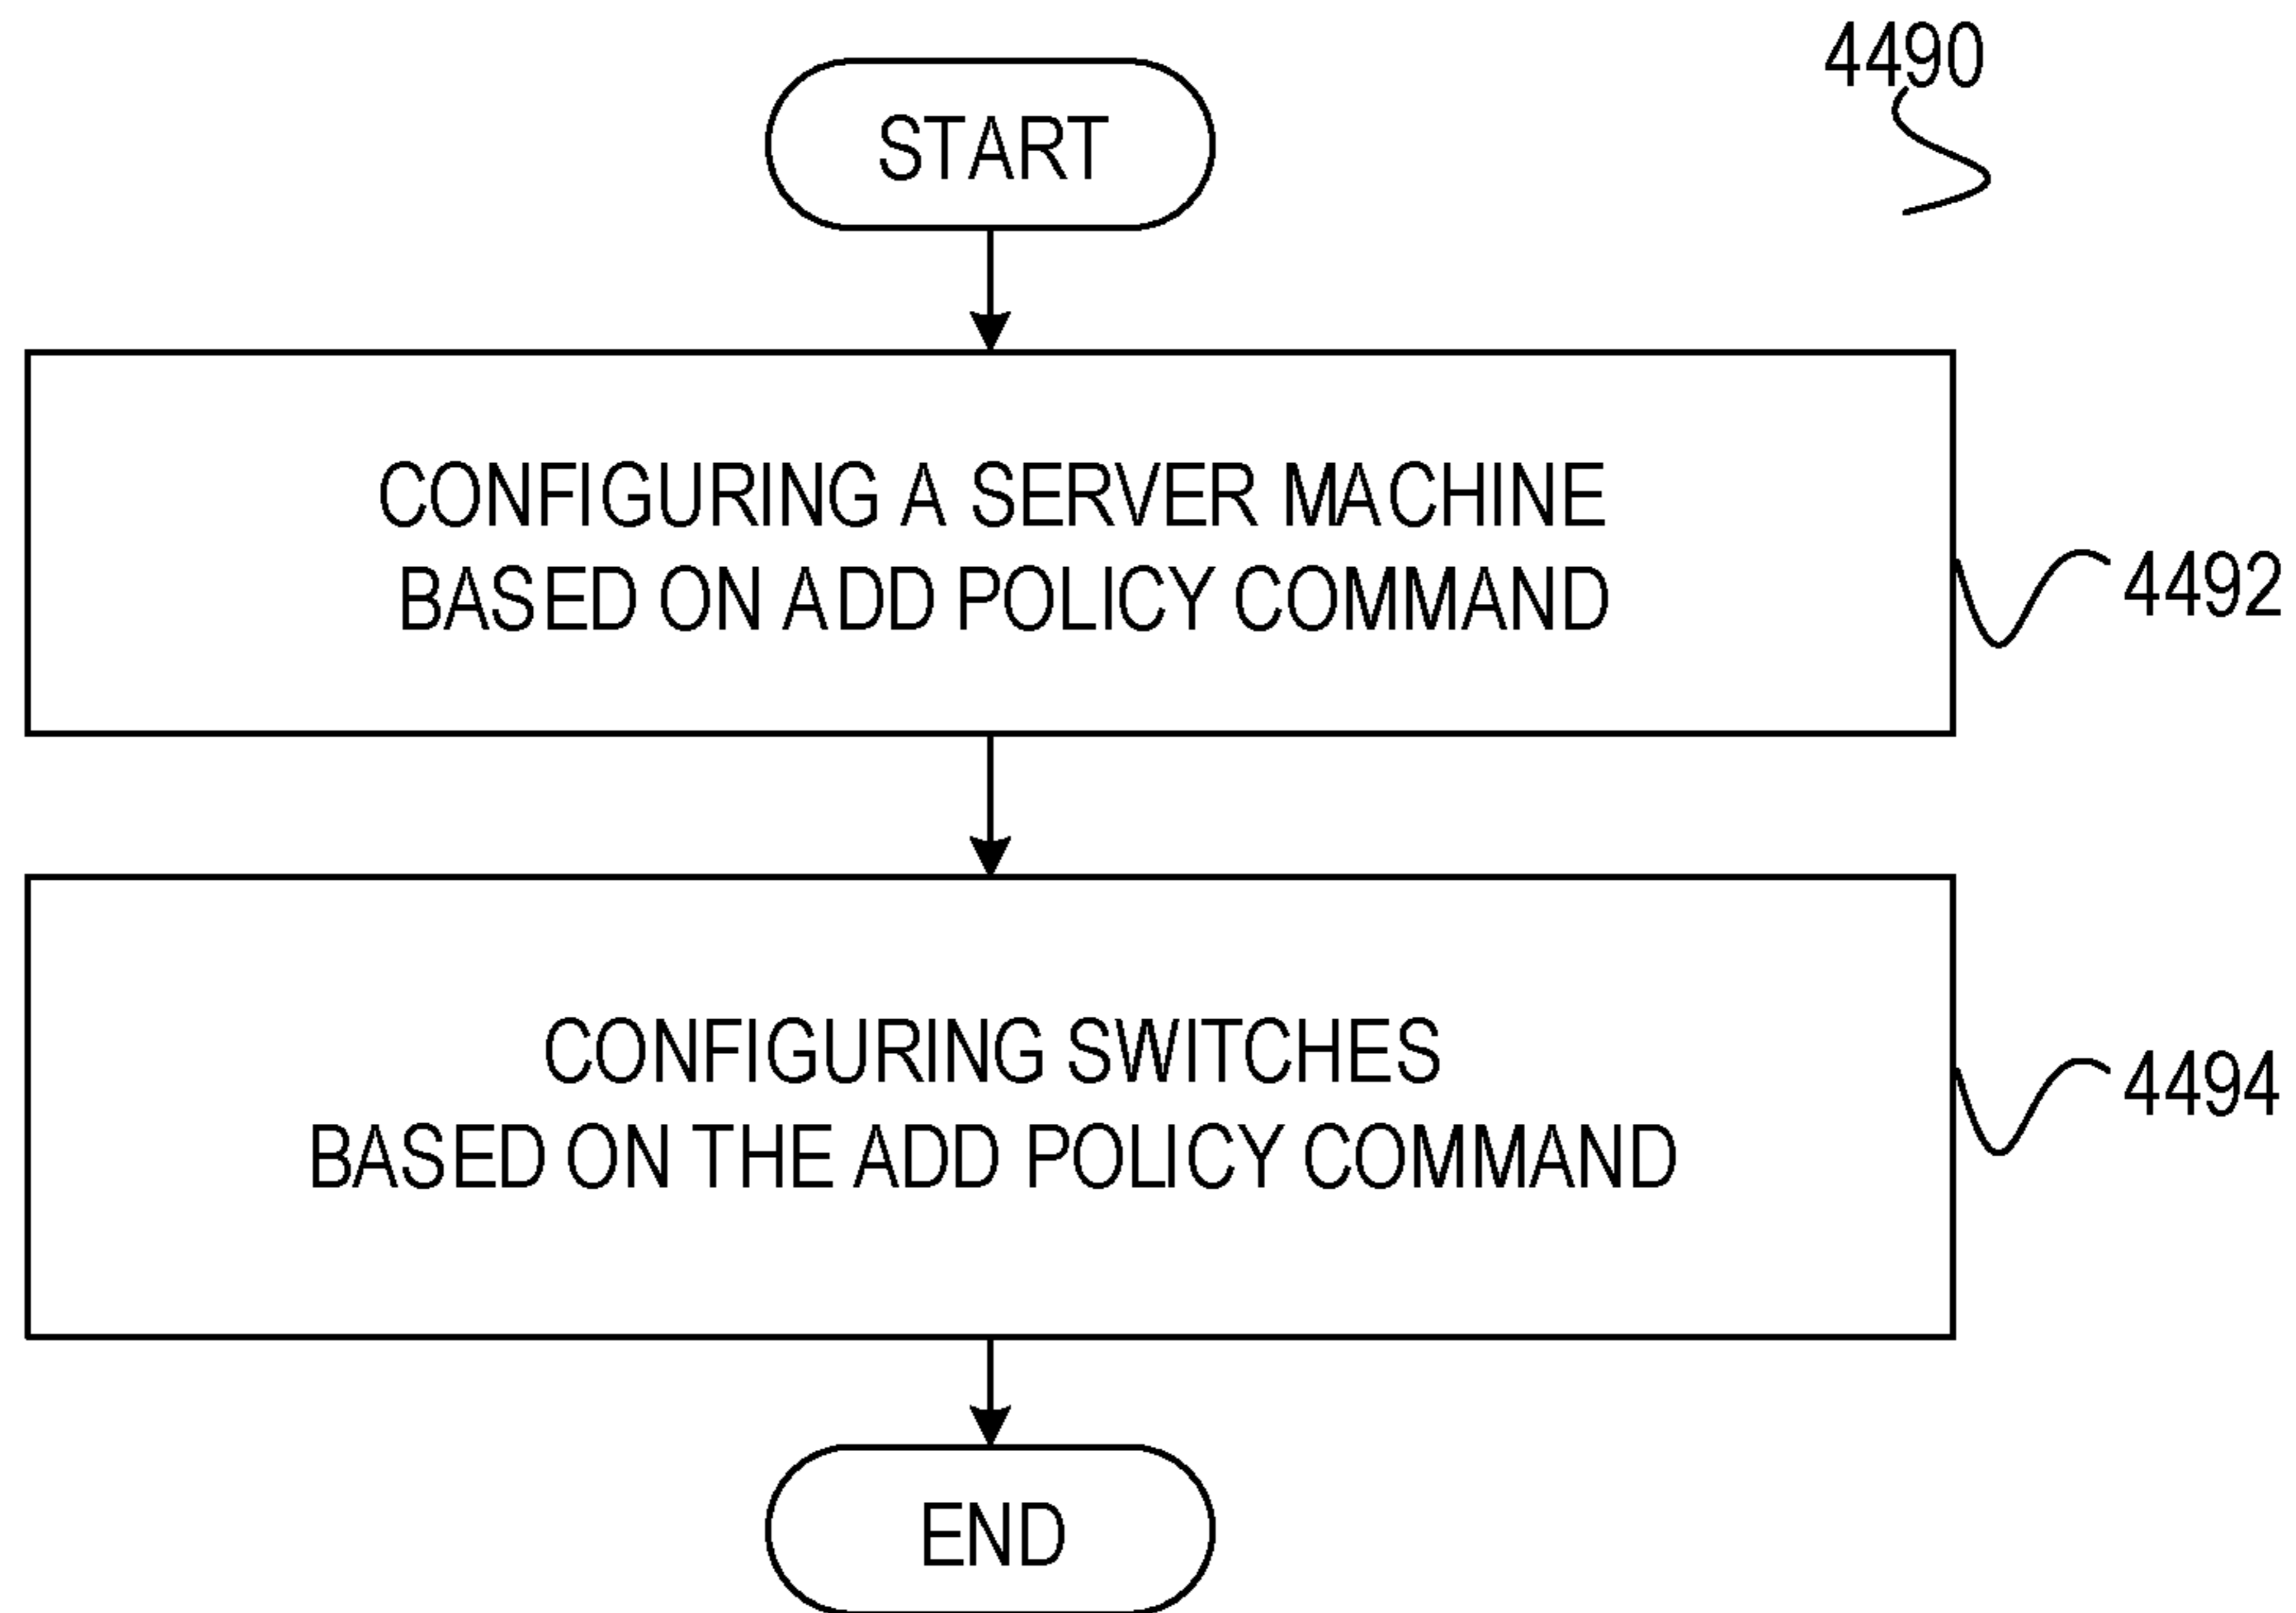 4490
START
CONFIGURING A SERVER MACHINE
BASED ON ADD POLICY COMMAND
4492
CONFIGURING SWITCHES
BASED ON THE ADD POLICY COMMAND
4494
END